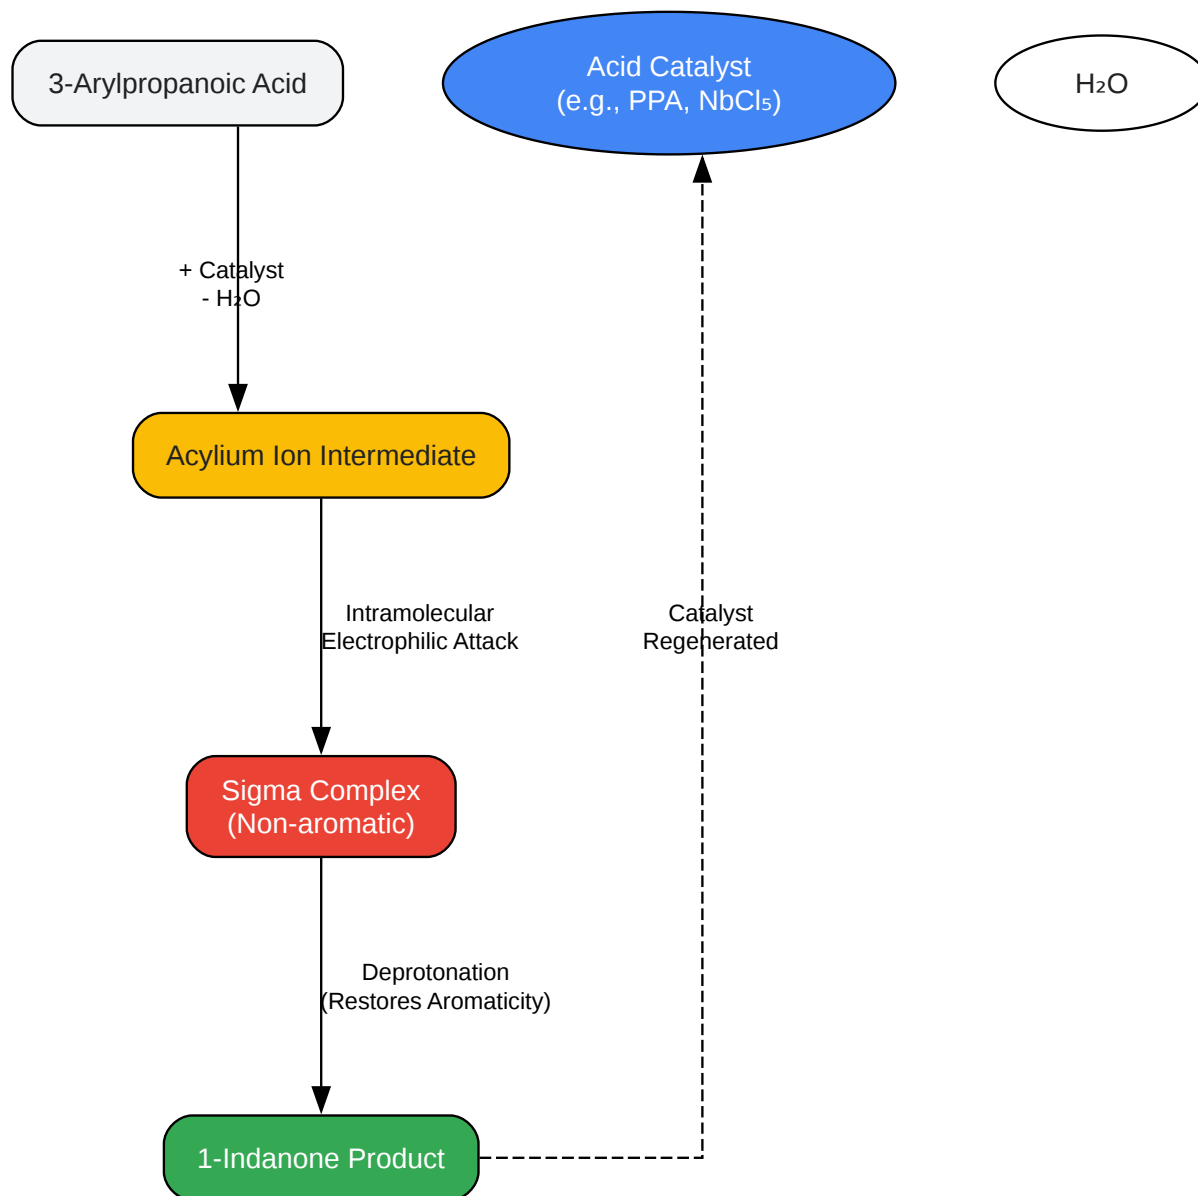 3-Arylpropanoic Acid
Acid Catalyst
(e.g., PPA, NbCl₅)
H₂O
+ Catalyst
- H₂O
Acylium Ion Intermediate
Intramolecular
Electrophilic Attack
Catalyst
Regenerated
Sigma Complex
(Non-aromatic)
Deprotonation
(Restores Aromaticity)
1-Indanone Product